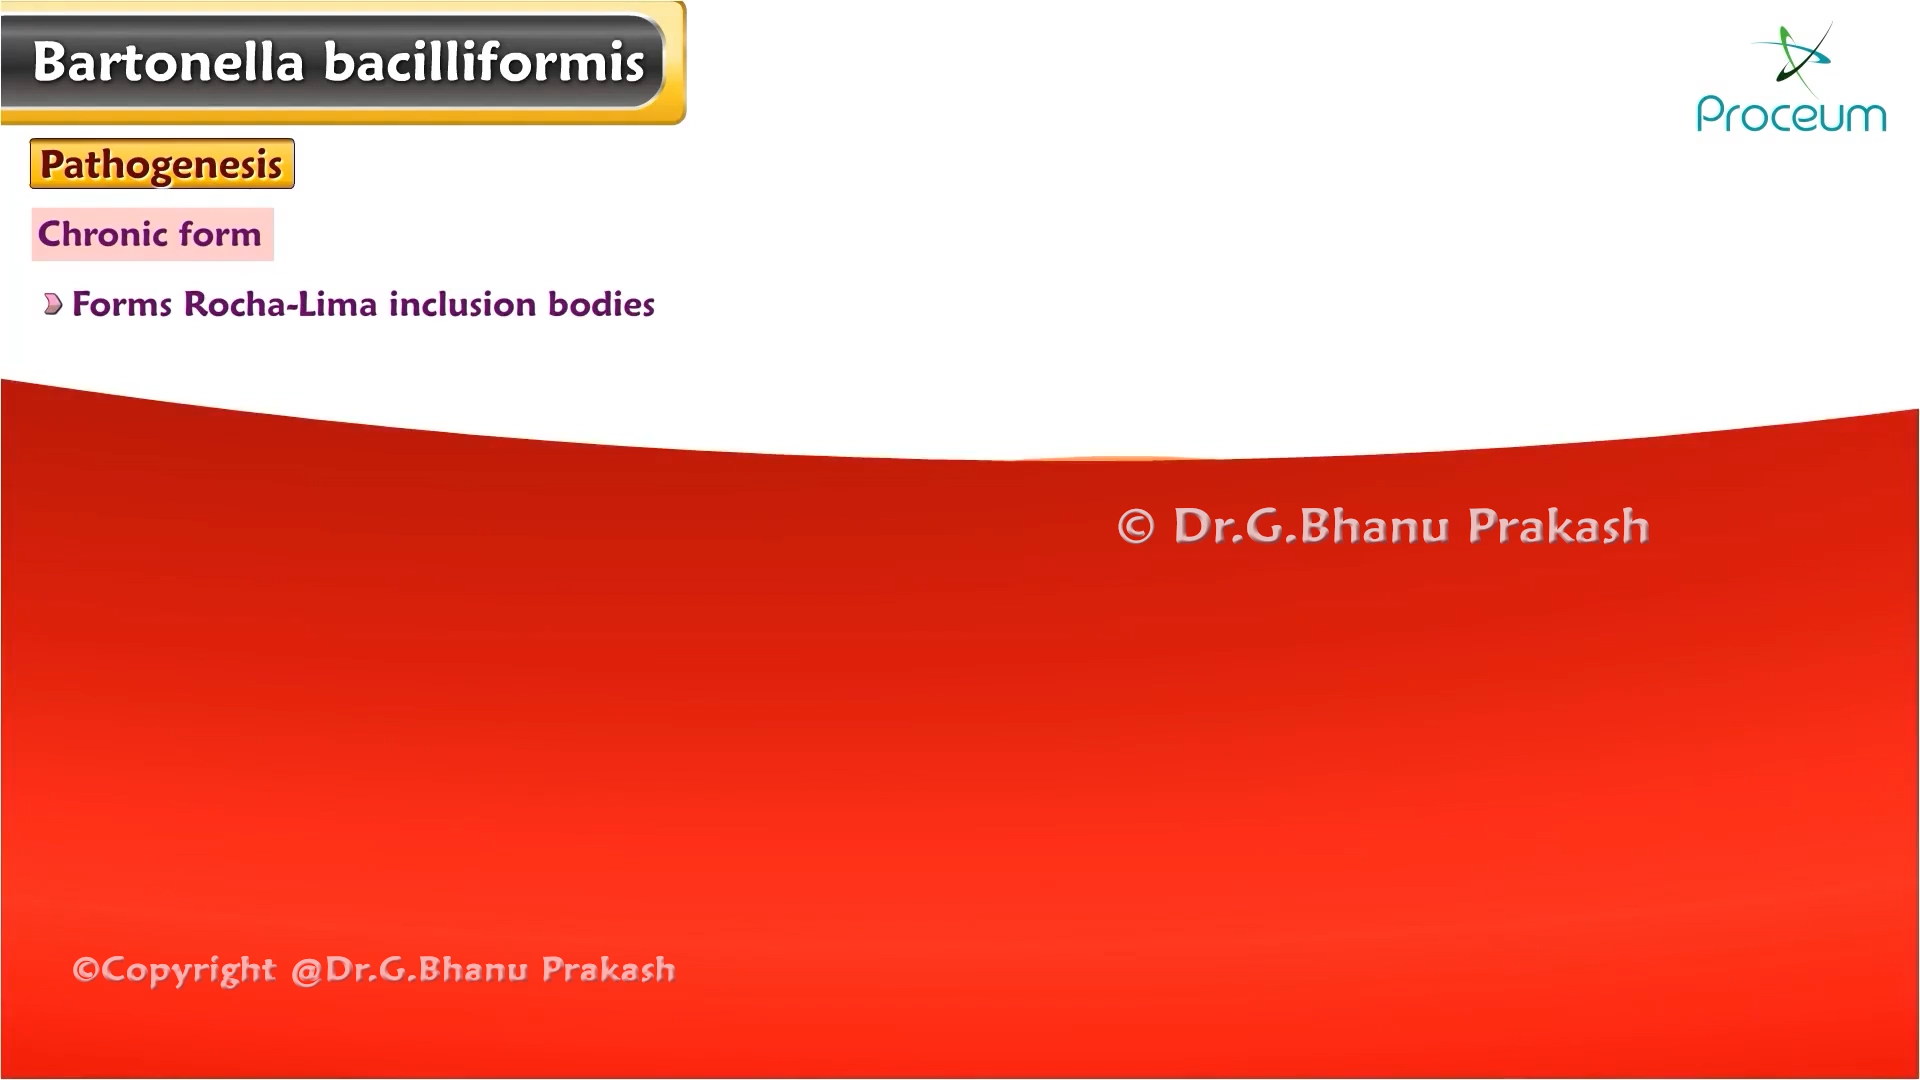 Bartonella bacilliformis
Proceum
Pathogenesis
Chronic form
Forms Rocha-Lima inclusion bodies
© Dr.G.Bhanu Prakash
©Copyright @Dr.G.Bhanu Prakash